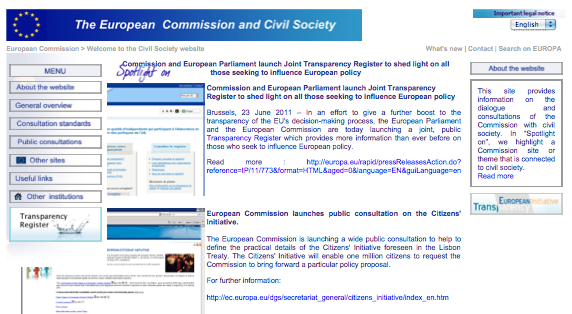 The European Commission and Civil Society
Important legal notice
English
European Commission > Welcome to the Civil Society website
What's new | Contact | Search on EUROPA
MENU
About the website
General overview
Consultation standards
Public consultations
Other sites
Useful links
Other institutions
Transparency
Register
Spotlight on
Commission and European Parliament launch Joint Transparency Register to shed light on all
those seeking to influence European policy
Commission and European Parliament launch Joint Transparency
Register to shed light on all those seeking to influence European policy
Brussels, 23 June 2011 – in an effort to give a further boost to the
transparency of the EU's decision-making process, the European Parliament
and the European Commission are today launching a joint, public
Transparency Register which provides more information than ever before on
those who seek to influence European policy.
Read more : http://europa.eu/rapid/pressReleasesAction.do?
reference=IP/11/773&format=HTML&aged=0&language=EN&guiLanguage=en
European Commission launches public consultation on the Citizens'
Initiative.
The European Commission is launching a wide public consultation to help to
define the practical details of the Citizens' Initiative foreseen in the Lisbon
Treaty. The Citizens' Initiative will enable one million citizens to request the
Commission to bring forward a particular policy proposal.
For further information:
http://ec.europa.eu/dgs/secretariat_general/citizens_initiative/index_en.htm
About the website
This site provides
information on the
dialogue and
consultations of the
Commission with civil
society. In "Spotlight
on", we highlight a
Commission site or
theme that is connected
to civil society.
Read more
EUROPEAN
Transp